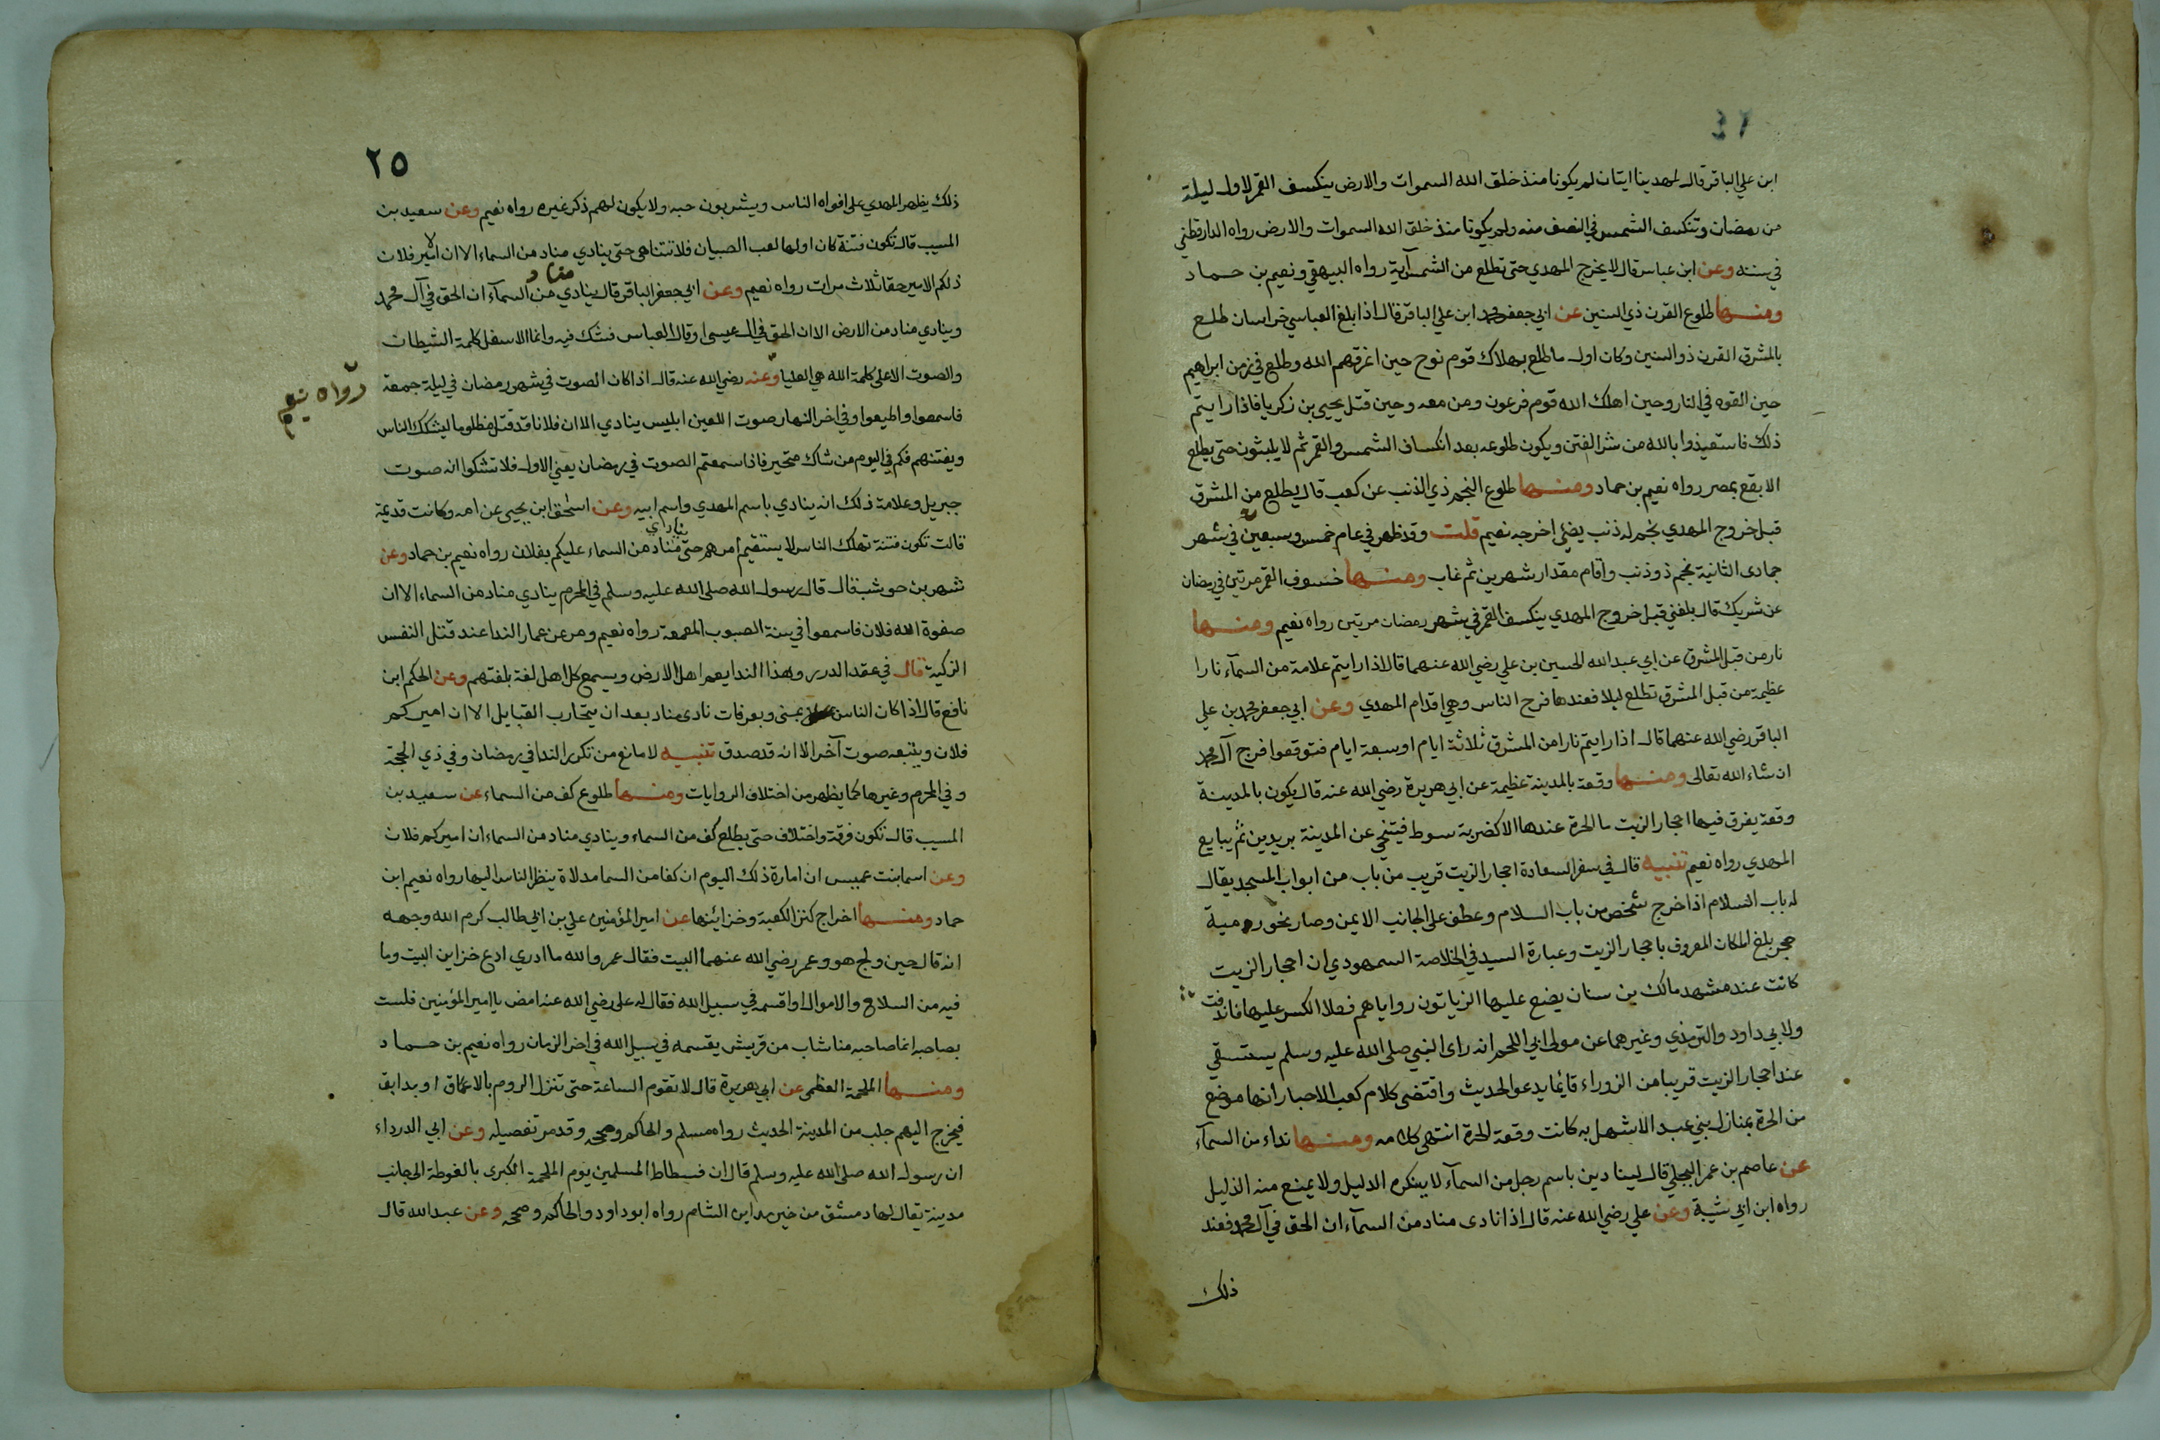 ٢٤
ابن علي الباقر قال لمهدينا ايتان لم يكونا منذ خلق الله السموات والارض ينكسف القمر لاول ليلة
من رمضان وتنكسف الشمس في النصف منه ولم يكونا منذ خلق الله السموات والارض رواه الدارقطني
في سننه وعن ابن عباس قال لا يخرج المهدي حتى تطلع من الشمس آية رواه البيهقي ونعيم بن حماد
ومنها طلوع القرن ذي السنين عن ابي جعفر محمد ابن علي الباقر قال اذا بلغ العباسي خراسان طلع
بالمشرق القرن ذو السنين وكان اول ما طلع بهلاك قوم نوح حين اغرقهم الله وطلع في زمن ابراهيم
حين القوه في النار وحين اهلك الله قوم فرعون ومن معه وحين قتل يحيى بن زكريا فاذا رايتم
ذلك فاستعيذوا بالله من شر الفتن ويكون طلوعه بعد انكساف الشمس والقمر ثم لا يلبثون حتى يطلع
الابقع بمصر رواه نعيم بن حماد ومنها طلوع النجم ذي الذنب عن كعب قال يطلع من المشرق
قبل خروج المهدي نجم له ذنب يضئ اخرجه نعيم قلت وقد ظهر في عام خمس وسبعين في شهر
جمادى الثانية نجم ذو ذنب واقام مقدار شهرين ثم غاب ومنها خسوف القمر مرتين في رمضان
عن شريك قال بلغني قبل خروج المهدي ينكسف القمر في شهر رمضان مرتين رواه نعيم ومنها
نار من قبل المشرق عن ابي عبد الله الحسين بن علي رضي الله عنهما قال اذا رايتم علامة من السمآء نارا
عظيمة من قبل المشرق تطلع ليلا فعندها فرج الناس وهي اقدام المهدي وعن ابي جعفر محمد بن علي
الباقر رضي الله عنهما قال اذا رايتم نارا من المشرق ثلاثة ايام او سبعة ايام فتوقعوا فرج آل محمد
ان شاء الله تعالى ومنها وقعة بالمدينة عظيمة عن ابي هريرة رضي الله عنه قال يكون بالمدينة
وقعة يغرق فيها احجار الزيت ما الحرة عندها الا كضربة سوط فيتنحى عن المدينة بريدين ثم يبايع
المهدي رواه نعيم تنبيه قال في سفر السعادة احجار الزيت قريب من باب من ابواب المسجد يقال
له باب السلام اذا خرج شخص من باب السلام وعطف على الجانب الايمن وصار نحو رمية
حجر بلغ المكان المعروف باحجار الزيت وعبارة السيد في الخلاصة السمهودي ان احجار الزيت
كانت عند مشهد مالك بن سنان يضع عليها الزياتون رواياهم فعلا الكبس عليها فاندفنت
ولابي داود والترمذي وغيرهما عن مولى ابي اللحم انه راى النبي صلى الله عليه وسلم يستسقي
عند احجار الزيت قريبا من الزوراء قائما يدعو الحديث واقتضى كلام كعب الاحبار انها موضع
من الحرة بمنازل بني عبد الاشهل به كانت وقعة الحرة انتهى كلامه ومنها نداء من السمآء
عن عاصم بن عمر البجلي قال لينادين باسم رجل من السمآء لا ينكره الدليل ولا يمنع منه الذليل
رواه ابن ابي شيبة وعن علي رضي الله عنه قال اذا نادى مناد من السمآء ان الحق في آل محمد فعند
ذلك
٢٥
ذلك يظهر المهدي على افواه الناس ويشربون حبه ولا يكون لهم ذكر غيره رواه نعيم وعن سعيد بن
المسيب قال تكون فتنة كان اولها لعب الصبيان فلا تتناهى حتى ينادي مناد من السماء الا ان الامير فلان
ذلكم الامير حقا ثلاث مرات رواه نعيم وعن ابي جعفر الباقر قال ينادي مناد من السمآء ان الحق في آل محمد
وينادي مناد من الارض الا ان الحق في ال عيسى او قال العباس فشك فيه وانما الاسفل كلمة الشيطان
والصوت الاعلى كلمة الله هي العليا وعنه رضي الله عنه قال اذا كان الصوت في شهر رمضان في ليلة جمعة
رواه نعيم
فاسمعوا واطيعوا وفي اخر النهار صوت اللعين ابليس ينادي الا ان فلانا قد قتل مظلوما ليشكك الناس
ويفتنهم فكم في اليوم من شاك متحير فاذا سمعتم الصوت في رمضان يعني الاول فلا تشكوا انه صوت
جبريل وعلامة ذلك انه ينادي باسم المهدي واسم ابيه وعن اسحق ابن يحيى عن امه وكانت قديمة
قالت تكون فتنة تهلك الناس لا يستقيم امرهم حتى ينادي مناد من السماء عليكم بفلان رواه نعيم بن حماد وعن
شهر بن حوشب قال قال رسول الله صلى الله عليه وسلم في المحرم ينادي مناد من السماء الا ان
صفوة الله فلان فاسمعوا في سنة الصوب المعمعة رواه نعيم ومر عن عمار الندا عند قتل النفس
الزكية قال في عقد الدرر وهذا الندا يعم اهل الارض ويسمع كل اهل لغة بلغتهم وعن الحكم ابن
نافع قال اذا كان الناس بمنى وبعرفات نادى مناد بعد ان يتحارب القبايل الا ان اميركم
فلان ويتبعه صوت آخر الا انه قد صدق تنبيه لا مانع من تكرر الندا في رمضان وفي ذي الحجة
وفي المحرم وغيرها كما يظهر من اختلاف الروايات ومنها طلوع كف من السماء عن سعيد بن
المسيب قال تكون فرقة واختلاف حتى يطلع كف من السماء وينادي مناد من السماء ان اميركم فلان
وعن اسما بنت عميس ان امارة ذلك اليوم ان كفا من السما مدلاة ينظر الناس اليها رواه نعيم ابن
حماد ومنها اخراج كنز الكعبة وخزائنها عن امير المؤمنين علي بن ابي طالب كرم الله وجهه
انه قال حين ولج هو وعمر رضي الله عنهما البيت فقال عمر والله ما ادري ادع خزاين البيت وما
فيه من السلاح والاموال او اقسمه في سبيل الله فقال له علي رضي الله عنه امض يا امير المؤمنين فلست
بصاحبه انما صاحبه منا شاب من قريش يقسمه في سبيل الله في اخر الزمان رواه نعيم بن حماد
ومنها الملحمة العظمى عن ابي هريرة قال لا تقوم الساعة حتى تنزل الروم بالاعماق او بدابق
فيخرج اليهم جلب من المدينة الحديث رواه مسلم والحاكم وصححه وقد مر تفصيله وعن ابي الدرداء
ان رسول الله صلى الله عليه وسلم قال ان فسطاط المسلمين يوم الملحمة الكبرى بالغوطة الى جانب
مدينة يقال لها دمشق من خير مداين الشام رواه ابو داود والحاكم وصححه وعن عبد الله قال